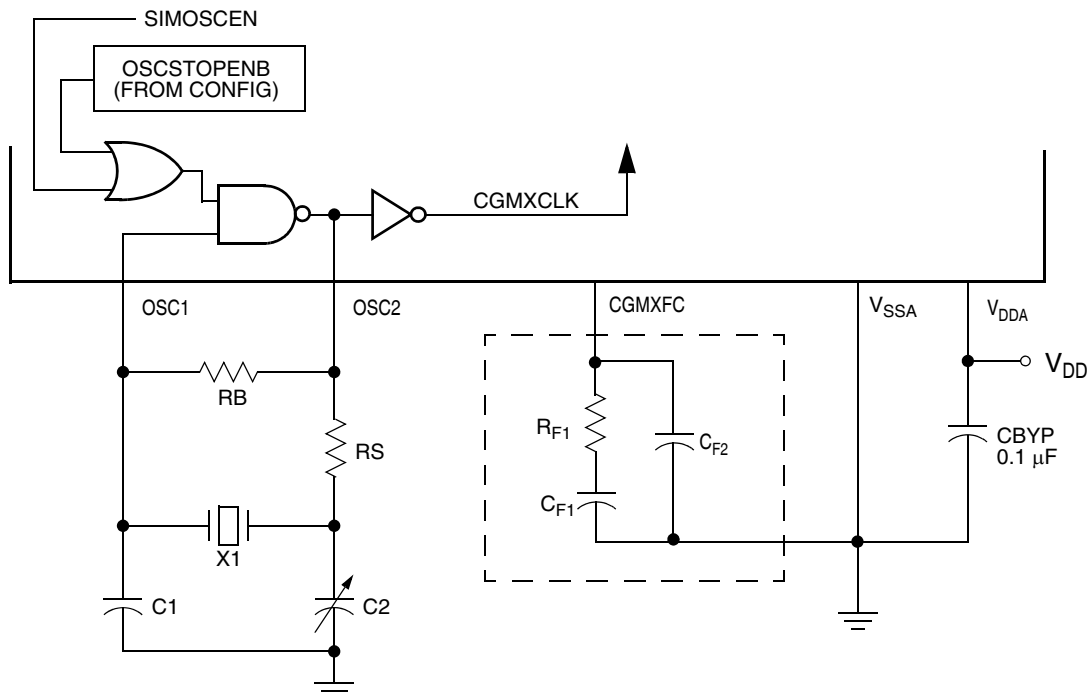 SIMOSCEN
OSCSTOPENB
(FROM CONFIG)
CGMXCLK
OSC1
OSC2
CGMXFC
VSSA
VDDA
VDD
RB
RS
RF1
CF2
CBYP
0.1 μF
CF1
X1
C1
C2